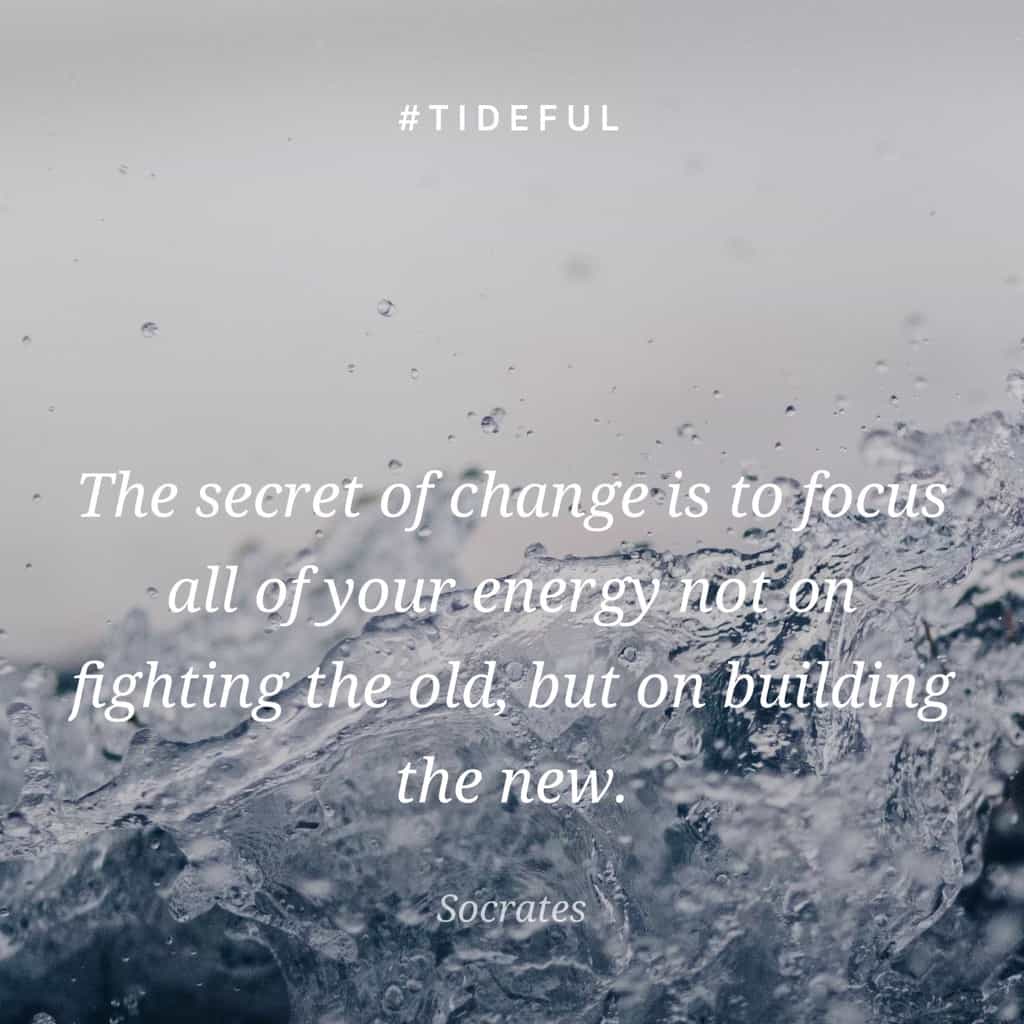 #TIDEFUL
The secret of change is to focus
all of your energy not on
fighting the old, but on building
the new.
Socrates